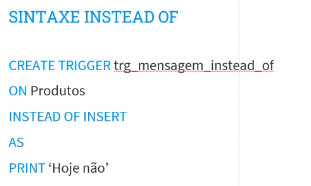 SINTAXE INSTEAD OF
CREATE TRIGGER trg_mensagem_instead_of
ON Produtos
INSTEAD OF INSERT
AS
PRINT ‘Hoje não’